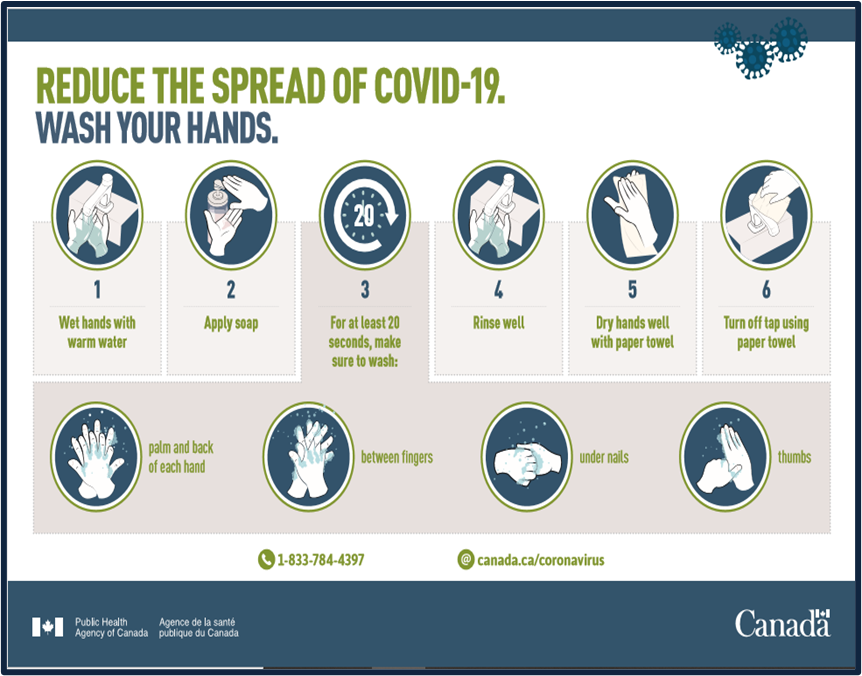 REDUCE THE SPREAD OF COVID-19.
WASH YOUR HANDS.
1
Wet hands with
warm water
2
Apply soap
20
3
For at least 20
seconds, make
sure to wash:
4
Rinse well
5
Dry hands well
with paper towel
6
Turn off tap using
paper towel
palm and back
of each hand
between fingers
under nails
thumbs
1-833-784-4397
@ canada.ca/coronavirus
Public Health
Agency of Canada
Agence de la santé
publique du Canada
Canada